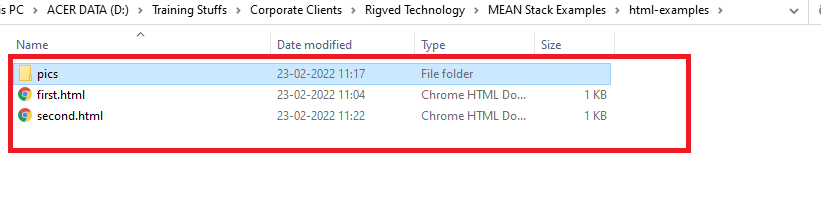 is PC > ACER DATA (D:) > Training Stuffs > Corporate Clients > Rigved Technology > MEAN Stack Examples > html-examples >
Name Date modified Type Size
pics 23-02-2022 11:17 File folder
first.html 23-02-2022 11:04 Chrome HTML Do... 1 KB
second.html 23-02-2022 11:22 Chrome HTML Do... 1 KB